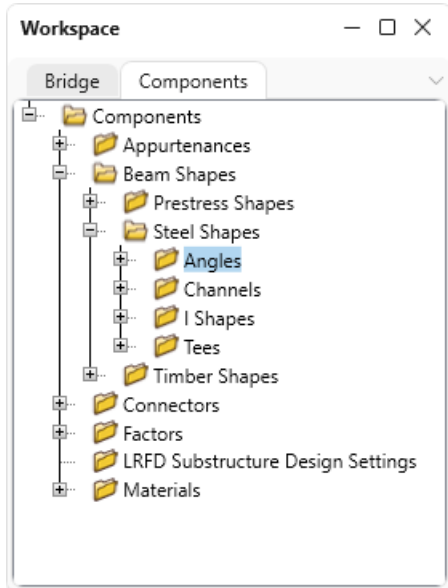 Workspace
Bridge Components
Components
Appurtenances
Beam Shapes
Prestress Shapes
Steel Shapes
Angles
Channels
I Shapes
Tees
Timber Shapes
Connectors
Factors
LRFD Substructure Design Settings
Materials